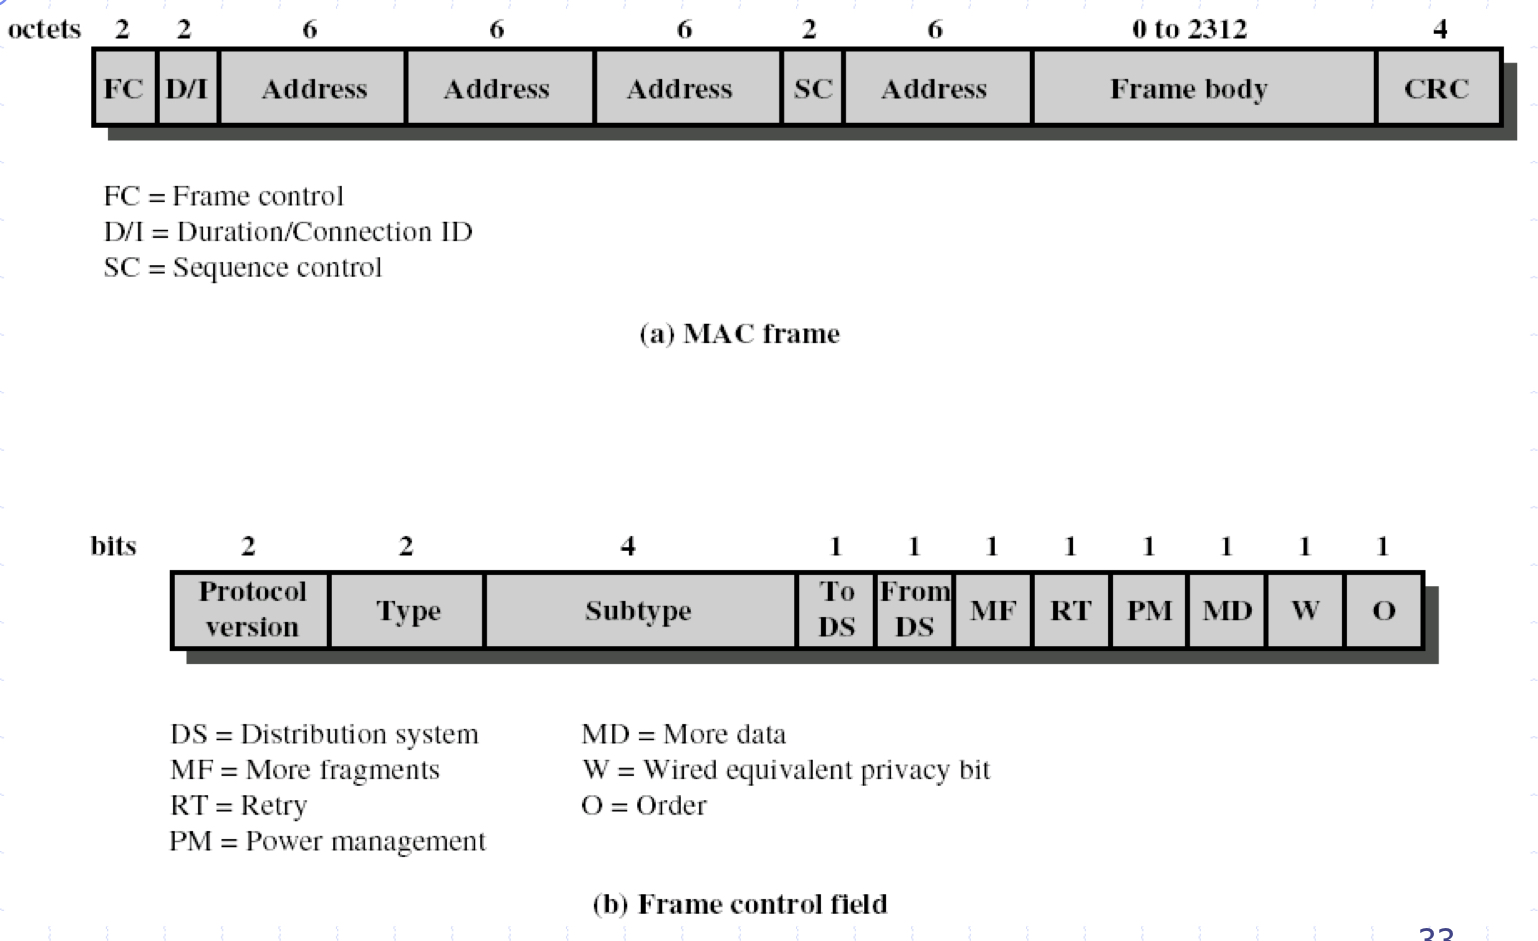 octets 2 2 6 6 6 2 6 0 to 2312 4
FC D/I Address Address Address SC Address Frame body CRC
FC = Frame control
D/I = Duration/Connection ID
SC = Sequence control
(a) MAC frame
bits 2 2 4 1 1 1 1 1 1 1 1
Protocol version Type Subtype To DS From DS MF RT PM MD W O
DS = Distribution system MD = More data
MF = More fragments W = Wired equivalent privacy bit
RT = Retry O = Order
PM = Power management
(b) Frame control field
33